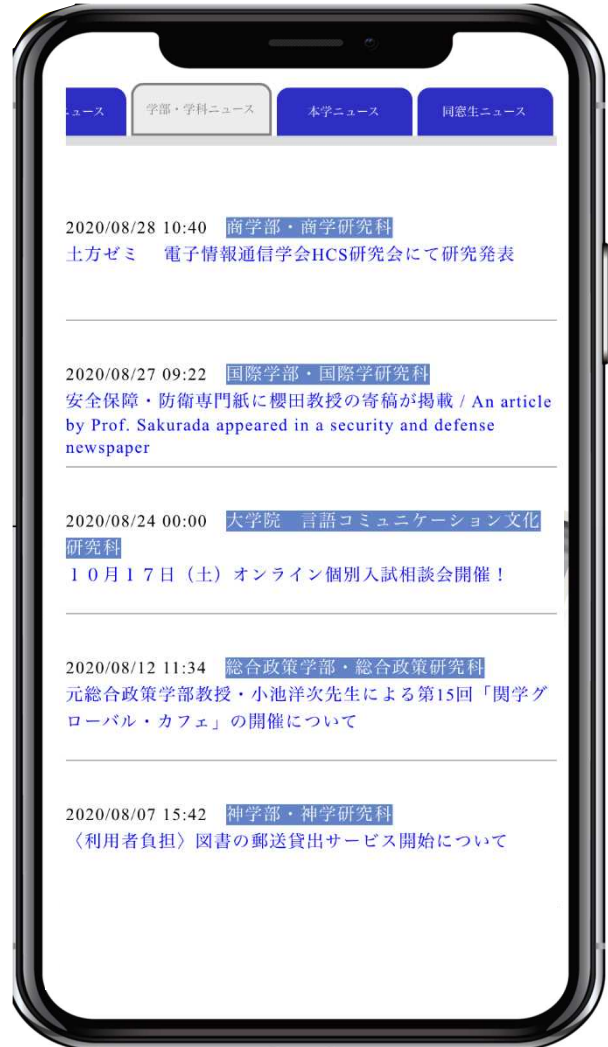 ュース
学部・学科ニュース
本学ニュース
同窓生ニュース
2020/08/28 10:40 商学部・商学研究科
土方ゼミ　電子情報通信学会HCS研究会にて研究発表
2020/08/27 09:22 国際学部・国際学研究科
安全保障・防衛専門紙に櫻田教授の寄稿が掲載 / An article
by Prof. Sakurada appeared in a security and defense
newspaper
2020/08/24 00:00 大学院　言語コミュニケーション文化
研究科
１０月１７日（土）オンライン個別入試相談会開催！
2020/08/12 11:34 総合政策学部・総合政策研究科
元総合政策学部教授・小池洋次先生による第15回「関学グ
ローバル・カフェ」の開催について
2020/08/07 15:42 神学部・神学研究科
〈利用者負担〉図書の郵送貸出サービス開始について